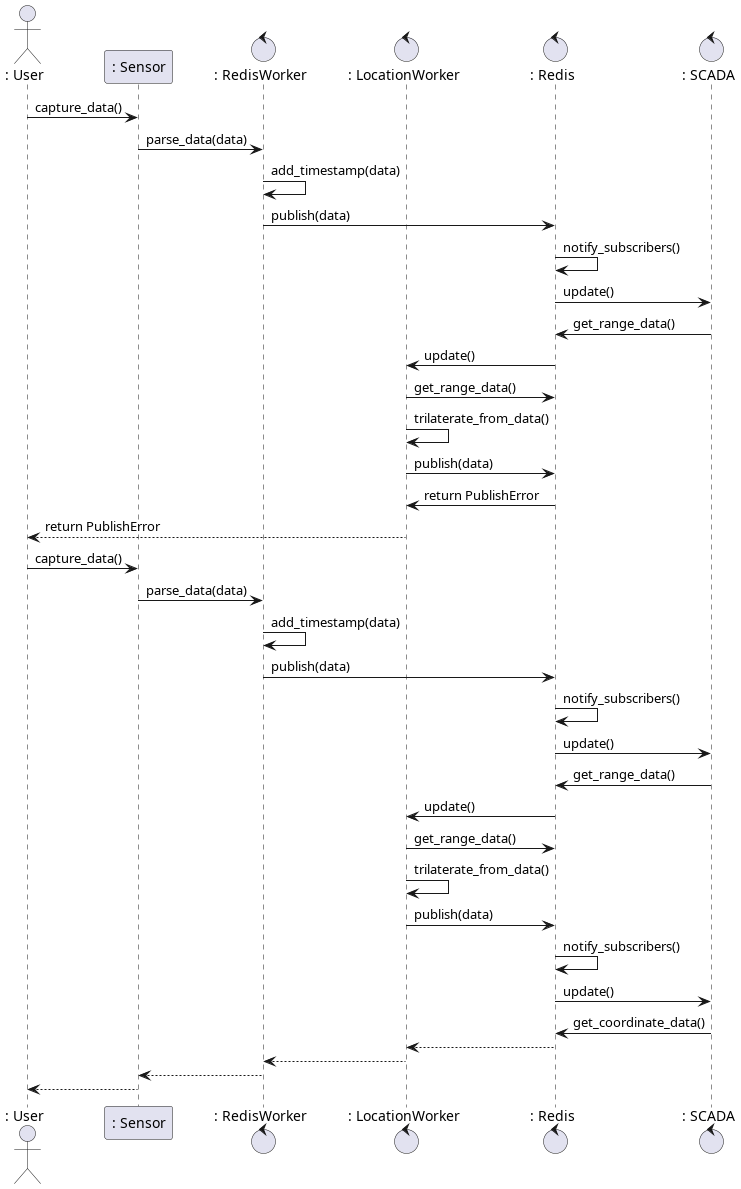 : User
: Sensor
: RedisWorker
: LocationWorker
: Redis
: SCADA
capture_data()
parse_data(data)
add_timestamp(data)
publish(data)
notify_subscribers()
update()
get_range_data()
update()
get_range_data()
trilaterate_from_data()
publish(data)
return PublishError
return PublishError
capture_data()
parse_data(data)
add_timestamp(data)
publish(data)
notify_subscribers()
update()
get_range_data()
update()
get_range_data()
trilaterate_from_data()
publish(data)
notify_subscribers()
update()
get_coordinate_data()
: User
: Sensor
: RedisWorker
: LocationWorker
: Redis
: SCADA